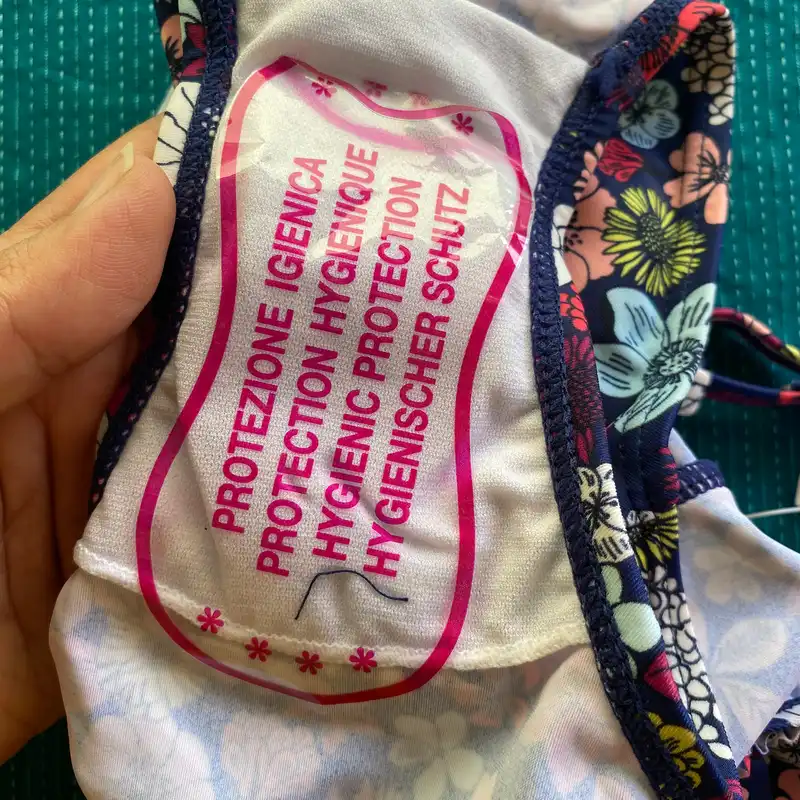 PROTEZIONE IGIENICA
PROTECTION HYGIENIQUE
HYGIENIC PROTECTION
HYGIENISCHER SCHUTZ